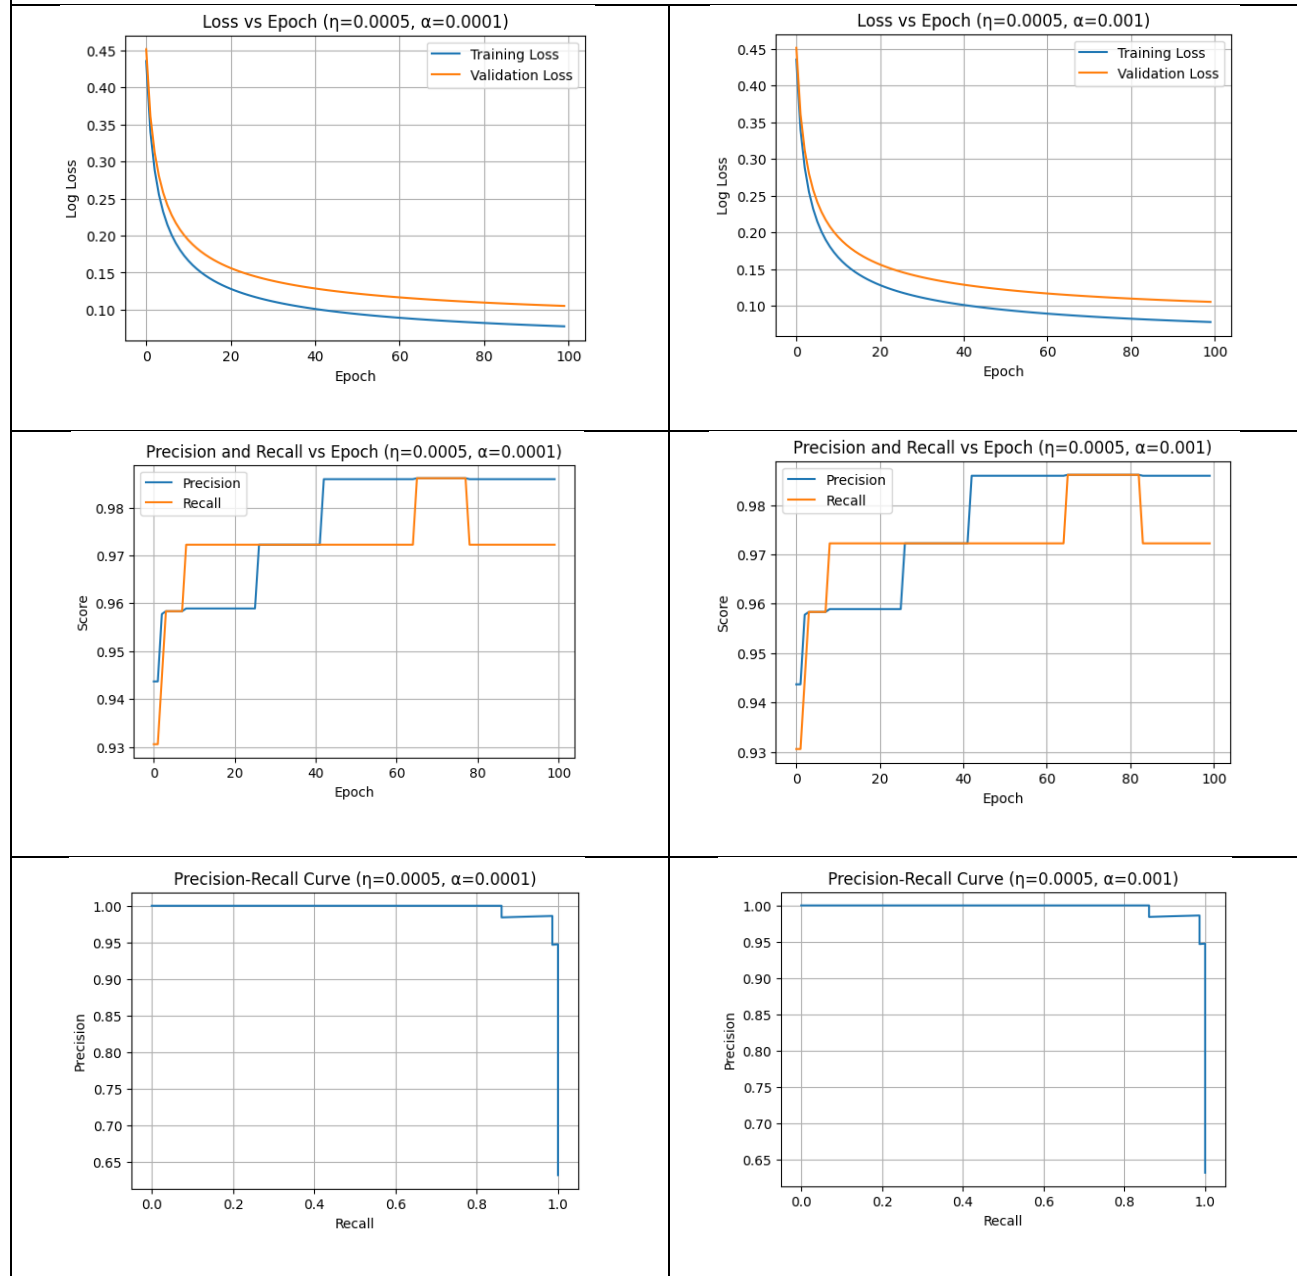 Loss vs Epoch (η=0.0005, α=0.0001)
Training Loss
Validation Loss
0.45
0.40
0.35
0.30
0.25
0.20
0.15
0.10
Log Loss
0 20 40 60 80 100
Epoch
Loss vs Epoch (η=0.0005, α=0.001)
Training Loss
Validation Loss
0.45
0.40
0.35
0.30
0.25
0.20
0.15
0.10
Log Loss
0 20 40 60 80 100
Epoch
Precision and Recall vs Epoch (η=0.0005, α=0.0001)
Precision
Recall
0.98
0.97
0.96
0.95
0.94
0.93
Score
0 20 40 60 80 100
Epoch
Precision and Recall vs Epoch (η=0.0005, α=0.001)
Precision
Recall
0.98
0.97
0.96
0.95
0.94
0.93
Score
0 20 40 60 80 100
Epoch
Precision-Recall Curve (η=0.0005, α=0.0001)
1.00
0.95
0.90
0.85
0.80
0.75
0.70
0.65
Precision
0.0 0.2 0.4 0.6 0.8 1.0
Recall
Precision-Recall Curve (η=0.0005, α=0.001)
1.00
0.95
0.90
0.85
0.80
0.75
0.70
0.65
Precision
0.0 0.2 0.4 0.6 0.8 1.0
Recall